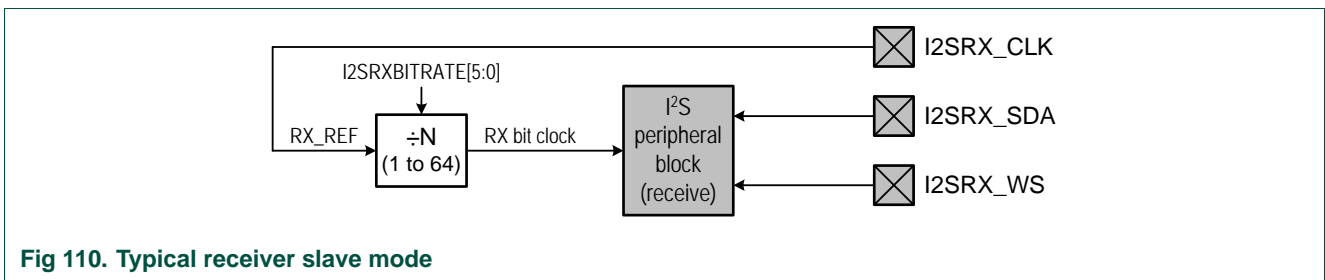 I2SRX_CLK
I2SRXBITRATE[5:0]
RX_REF
÷N
(1 to 64)
RX bit clock
I²S
peripheral
block
(receive)
I2SRX_SDA
I2SRX_WS
Fig 110. Typical receiver slave mode